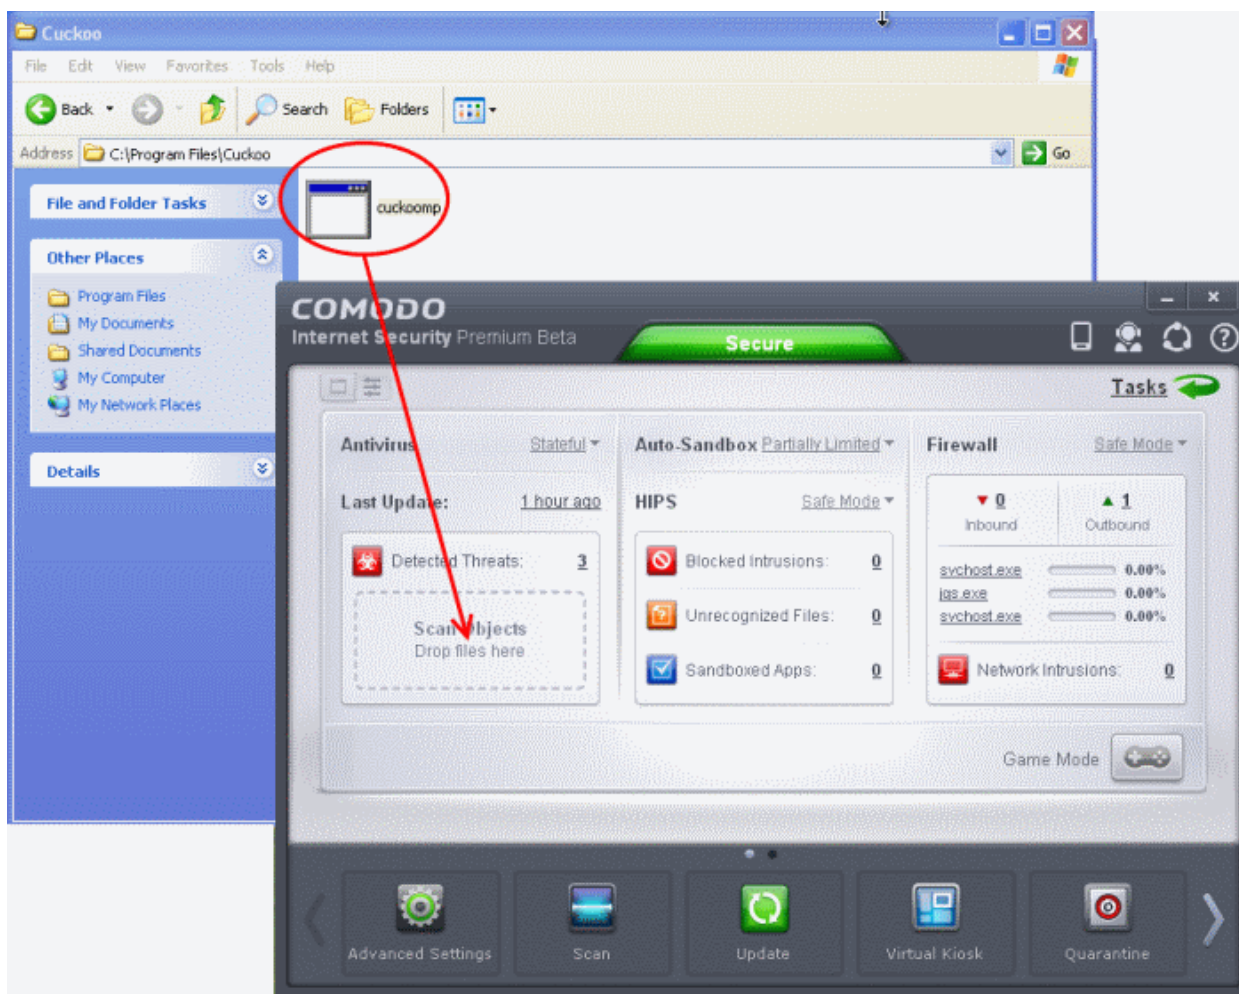 Cuckoo
File Edit View Favorites Tools Help
Back Search Folders
Address C:\Program Files\Cuckoo Go
File and Folder Tasks
cuckoomp
Other Places
Program Files
My Documents
Shared Documents
My Computer
My Network Places
Details
COMODO
Internet Security Premium Beta
Secure
Tasks
Antivirus Stateful
Auto-Sandbox Partially Limited
Firewall Safe Mode
Last Update: 1 hour ago
HIPS Safe Mode
0 1
Inbound Outbound
Detected Threats: 3
Blocked Intrusions: 0
svchost.exe 0.00%
jqs.exe 0.00%
svchost.exe 0.00%
Scan Objects
Drop files here
Unrecognized Files: 0
Sandboxed Apps: 0
Network Intrusions: 0
Game Mode
Advanced Settings Scan Update Virtual Kiosk Quarantine